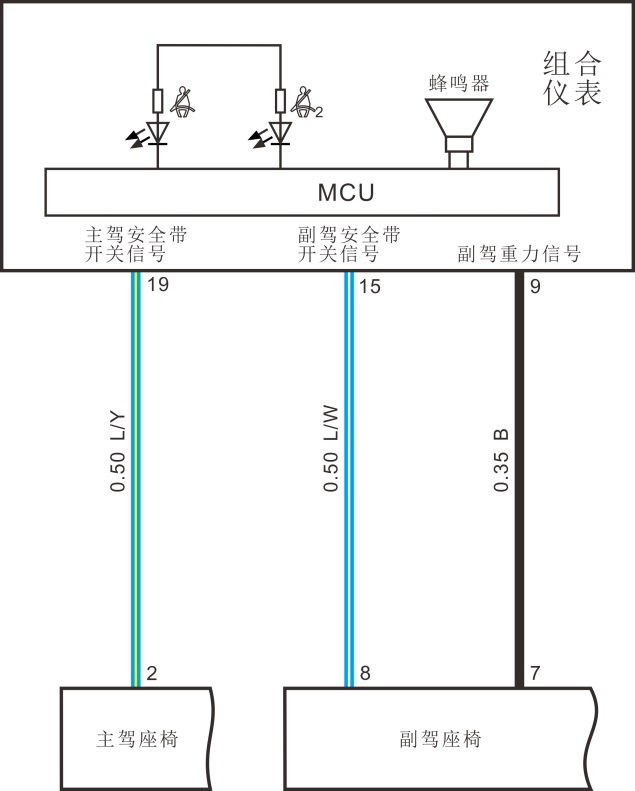 组合
仪表
蜂鸣器
2
MCU
主驾安全带
开关信号
副驾安全带
开关信号
副驾重力信号
19
15
9
0.50 L/Y
0.50 L/W
0.35 B
2
8
7
主驾座椅
副驾座椅